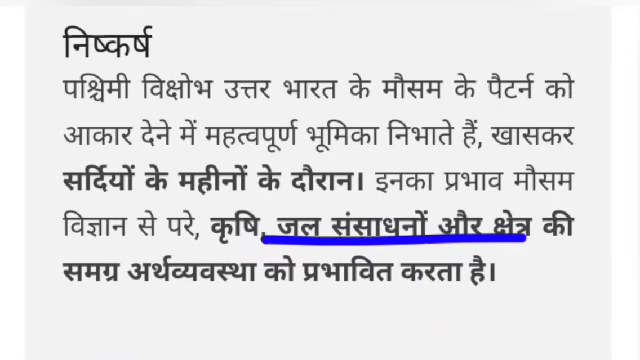 निष्कर्ष
पश्चिमी विक्षोभ उत्तर भारत के मौसम के पैटर्न को
आकार देने में महत्वपूर्ण भूमिका निभाते हैं, खासकर
सर्दियों के महीनों के दौरान। इनका प्रभाव मौसम
विज्ञान से परे, कृषि, जल संसाधनों और क्षेत्र की
समग्र अर्थव्यवस्था को प्रभावित करता है।